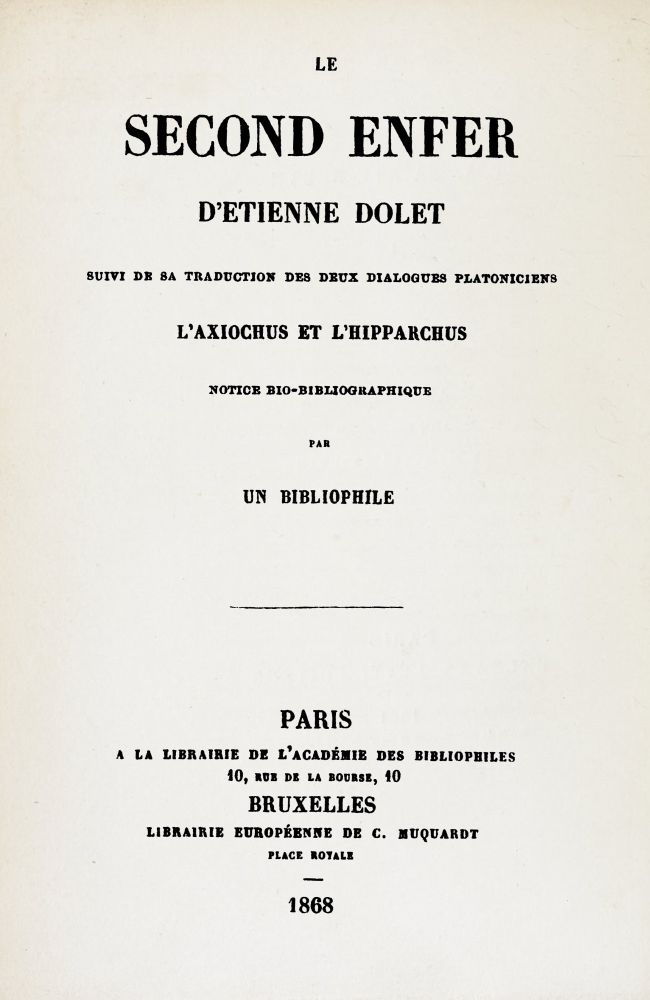 LE
SECOND ENFER
D'ETIENNE DOLET
SUIVI DE SA TRADUCTION DES DEUX DIALOGUES PLATONICIENS
L'AXIOCHUS ET L'HIPPARCHUS
NOTICE BIO-BIBLIOGRAPHIQUE
PAR
UN BIBLIOPHILE
PARIS
A LA LIBRAIRIE DE L'ACADÉMIE DES BIBLIOPHILES
10, RUE DE LA BOURSE, 10
BRUXELLES
LIBRAIRIE EUROPÉENNE DE C. MUQUARDT
PLACE ROYALE
1868